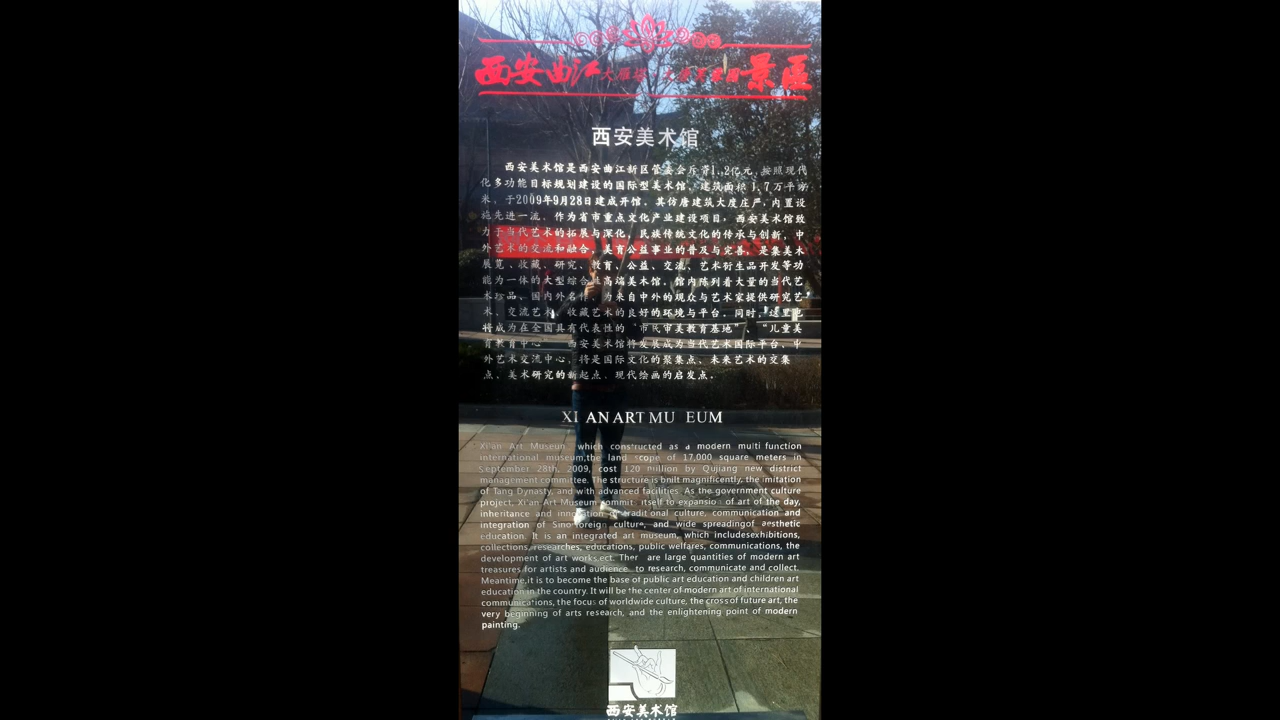 西安曲江大雁塔·大唐芙蓉园景區
西安美术馆
西安美术馆是西安曲江新区管委会斥资1.2亿元,按照现代
化多功能目标规划建设的国际型美术馆。建筑面积1.7万平方
米,于2009年9月28日建成开馆。其仿唐建筑大度庄严,内置设
施先进一流。作为省市重点文化产业建设项目,西安美术馆致
力于当代艺术的拓展与深化,民族传统文化的传承与创新,中
外艺术的交流和融合,美育公益事业的普及与完善。是集美术
展览、收藏、研究、教育、公益、交流、艺术衍生品开发等功
能为一体的大型综合性高端美术馆。馆内陈列着大量的当代艺
术珍品、国内外名作,为来自中外的观众与艺术家提供研究艺
术、交流艺术、收藏艺术的良好的环境与平台。同时,这里也
将成为在全国具有代表性的“市民审美教育基地”、“儿童美
育教育中心 西安美术馆将发展成为当代艺术国际平台、中
外艺术交流中心、将是国际文化的聚集点、未来艺术的交集
点、美术研究的新起点、现代绘画的启发点。
XI AN ART MU EUM
Xi'an Art Museun which constructed as a modern multi function
international museum,the land scope of 17,000 square meters in
September 28th, 2009, cost 120 million by Qujiang new district
management committee. The structure is bnilt magnificently, the imitation
of Tang Dynasty, and with advanced facilities. As the government culture
project, Xi'an Art Museum commit itself to expansio of art of the day,
inheritance and innovation of tradit onal culture, communication and
integration of Sino-foreign culture, and wide spreadingof aesthetic
education. It is an integrated art museum, which includesexhibitions,
collections, researches, educations, public welfares, communications, the
development of art works.ect. Ther are large quantities of modern art
treasures for artists and audience to research, communicate and collect.
Meantime,it is to become the base of public art education and children art
education in the country. It will be the center of modern art of international
communications, the focus of worldwide culture, the cross of future art, the
very beginning of arts research, and the enlightening point of modern
painting.
西安美术馆